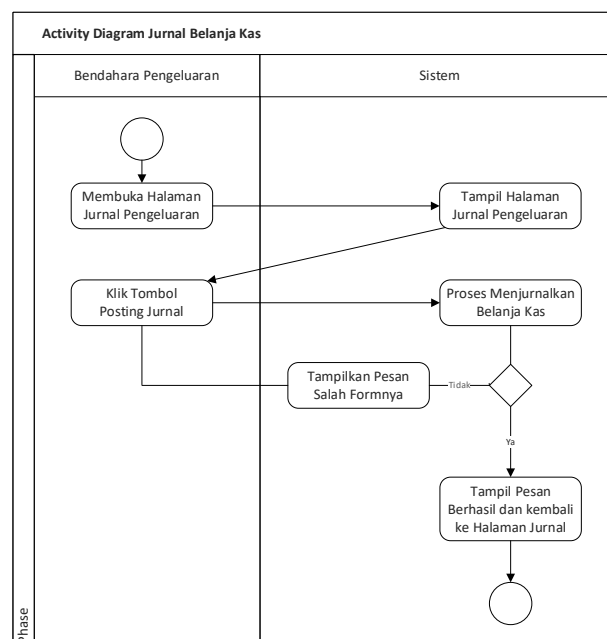 Activity Diagram Jurnal Belanja Kas
Bendahara Pengeluaran
Sistem
Membuka Halaman
Jurnal Pengeluaran
Tampil Halaman
Jurnal Pengeluaran
Klik Tombol
Posting Jurnal
Proses Menjurnalkan
Belanja Kas
Tampilkan Pesan
Salah Formnya
Tidak
Ya
Tampil Pesan
Berhasil dan kembali
ke Halaman Jurnal
Phase